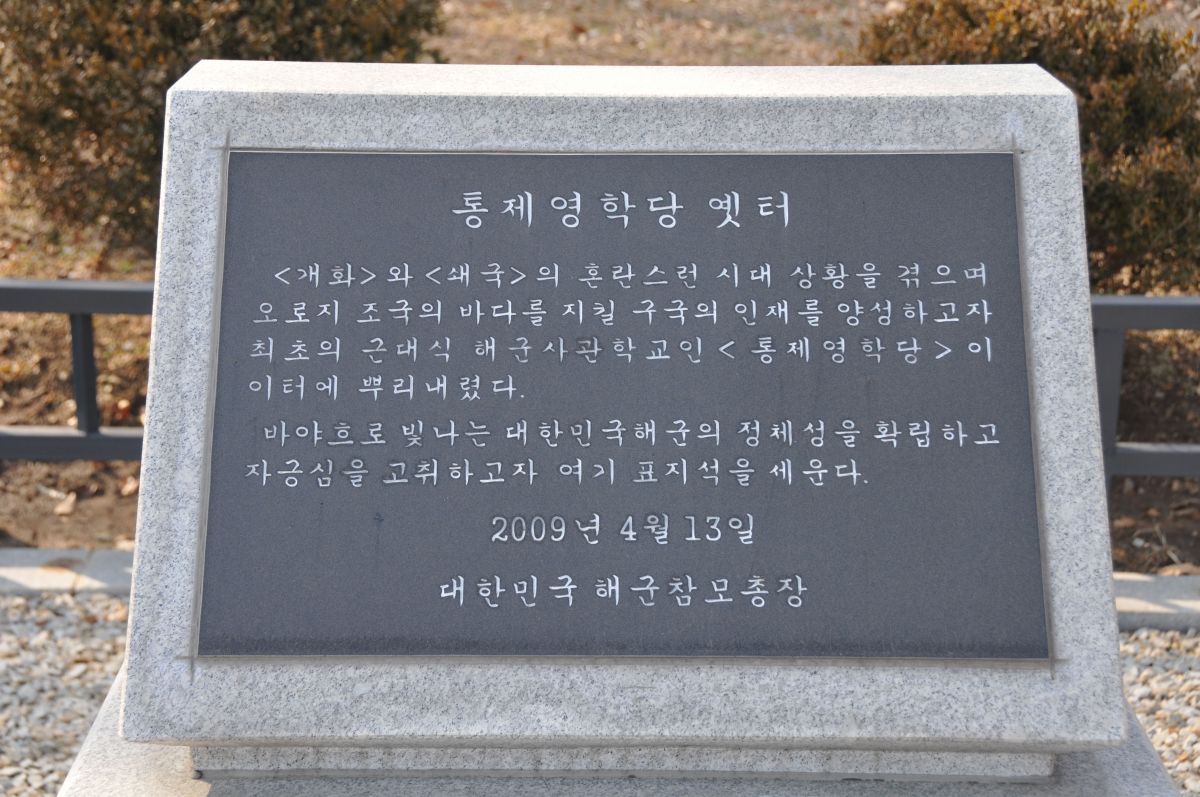 통제영학당 옛터
<개화>와 <쇄국>의 혼란스런 시대 상황을 겪으며
오로지 조국의 바다를 지킬 구국의 인재를 양성하고자
최초의 근대식 해군사관학교인 < 통제영학당 > 이
이터에 뿌리내렸다.
바야흐로 빛나는 대한민국해군의 정체성을 확립하고
자긍심을 고취하고자 여기 표지석을 세운다.
2009년 4월 13일
대한민국 해군참모총장